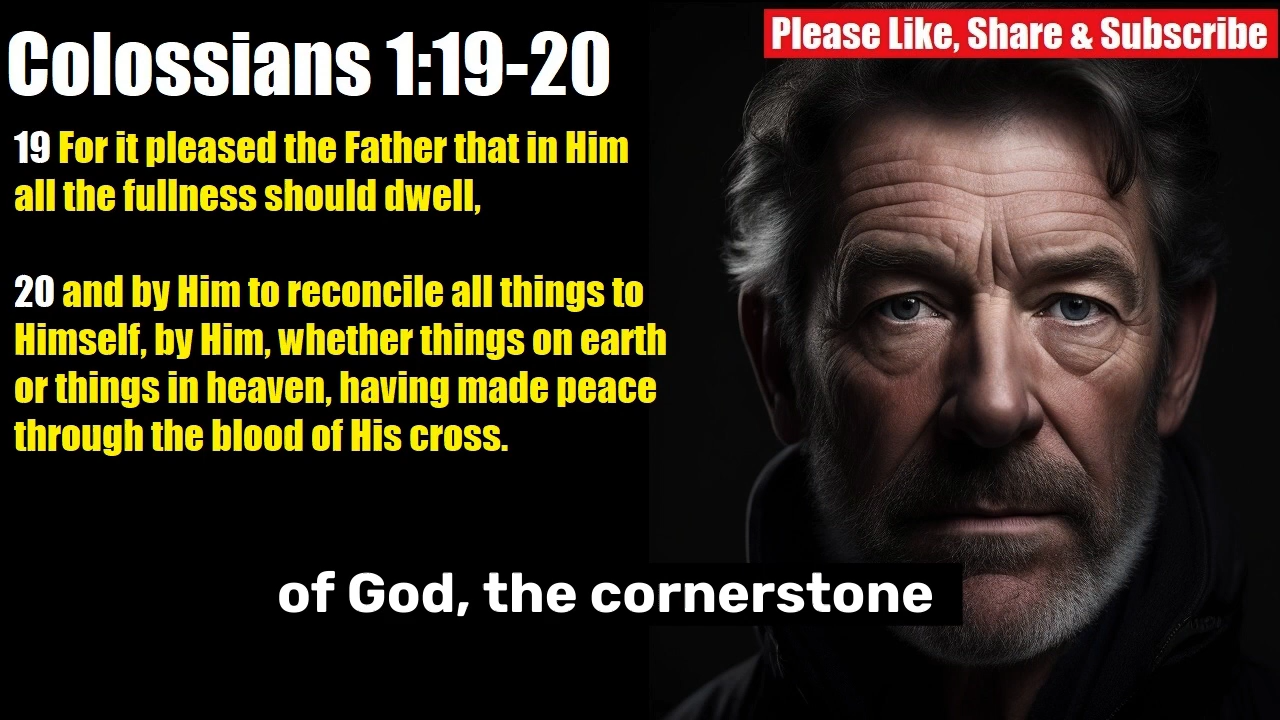 Please Like, Share & Subscribe
Colossians 1:19-20
19 For it pleased the Father that in Him
all the fullness should dwell,
20 and by Him to reconcile all things to
Himself, by Him, whether things on earth
or things in heaven, having made peace
through the blood of His cross.
of God, the cornerstone